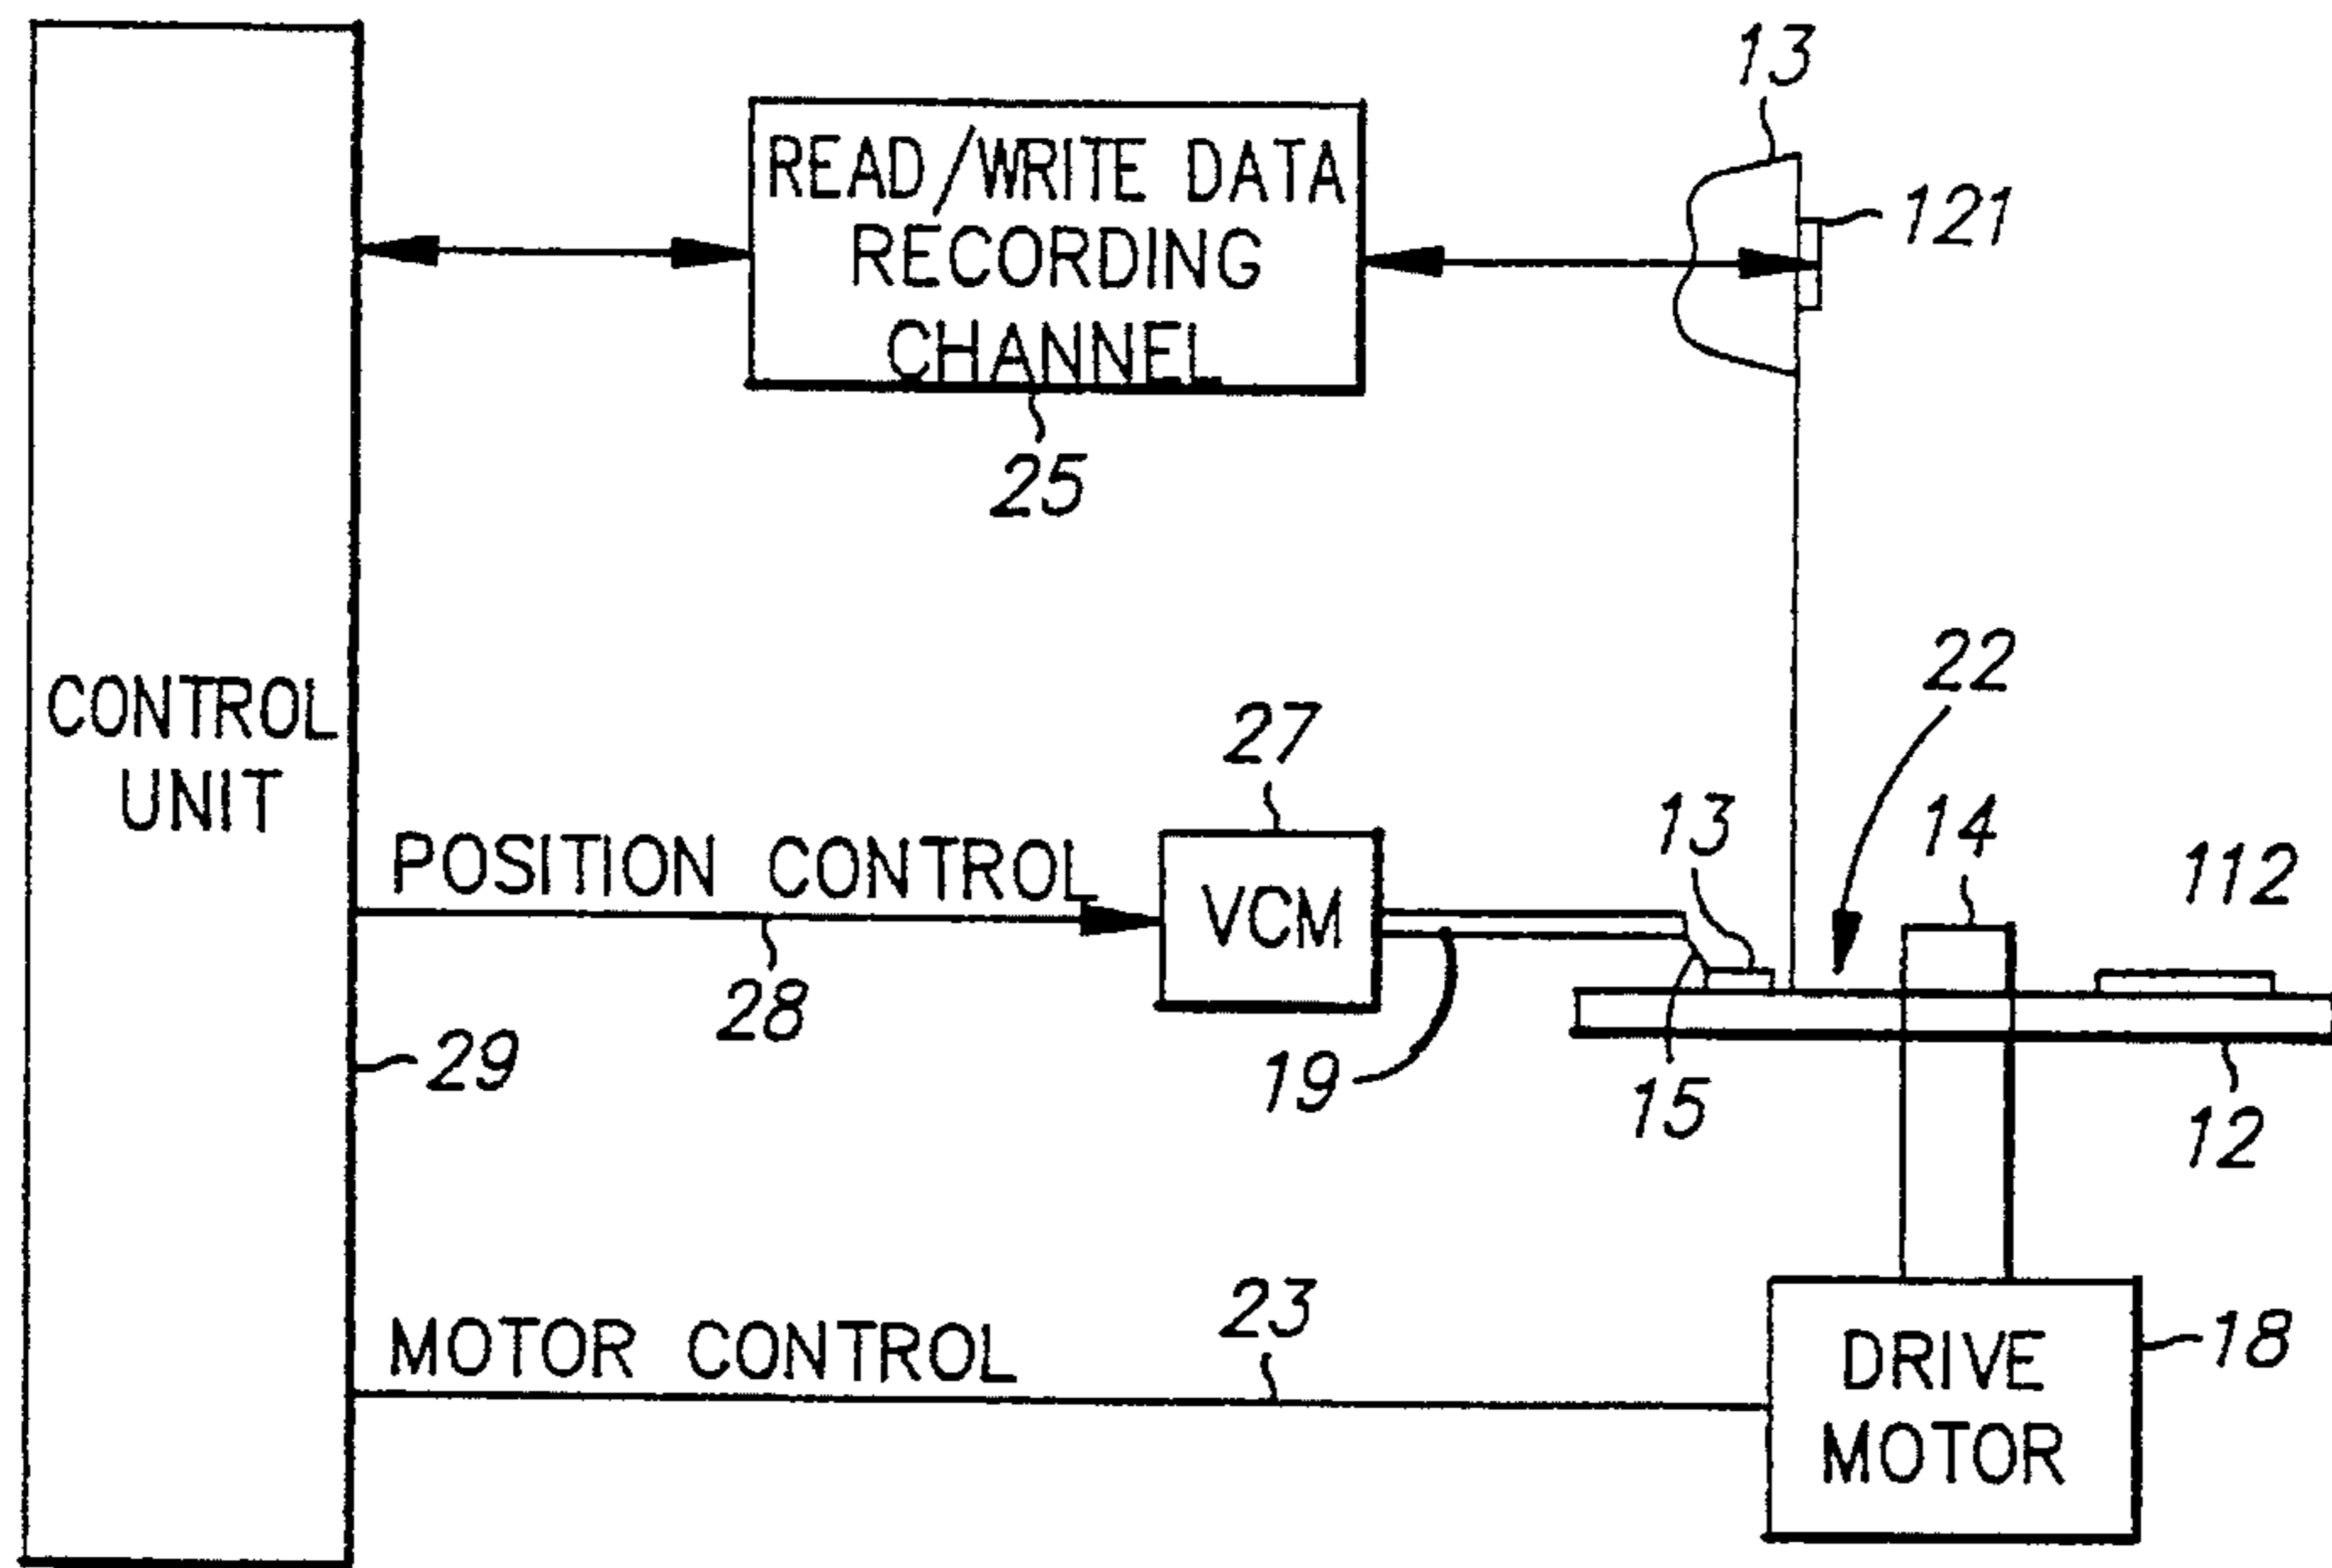 13
READ/WRITE DATA
RECORDING
CHANNEL
121
25
CONTROL
UNIT
22
27
13
14
112
POSITION CONTROL
VCM
28
29
19
15
12
23
MOTOR CONTROL
DRIVE
MOTOR
18